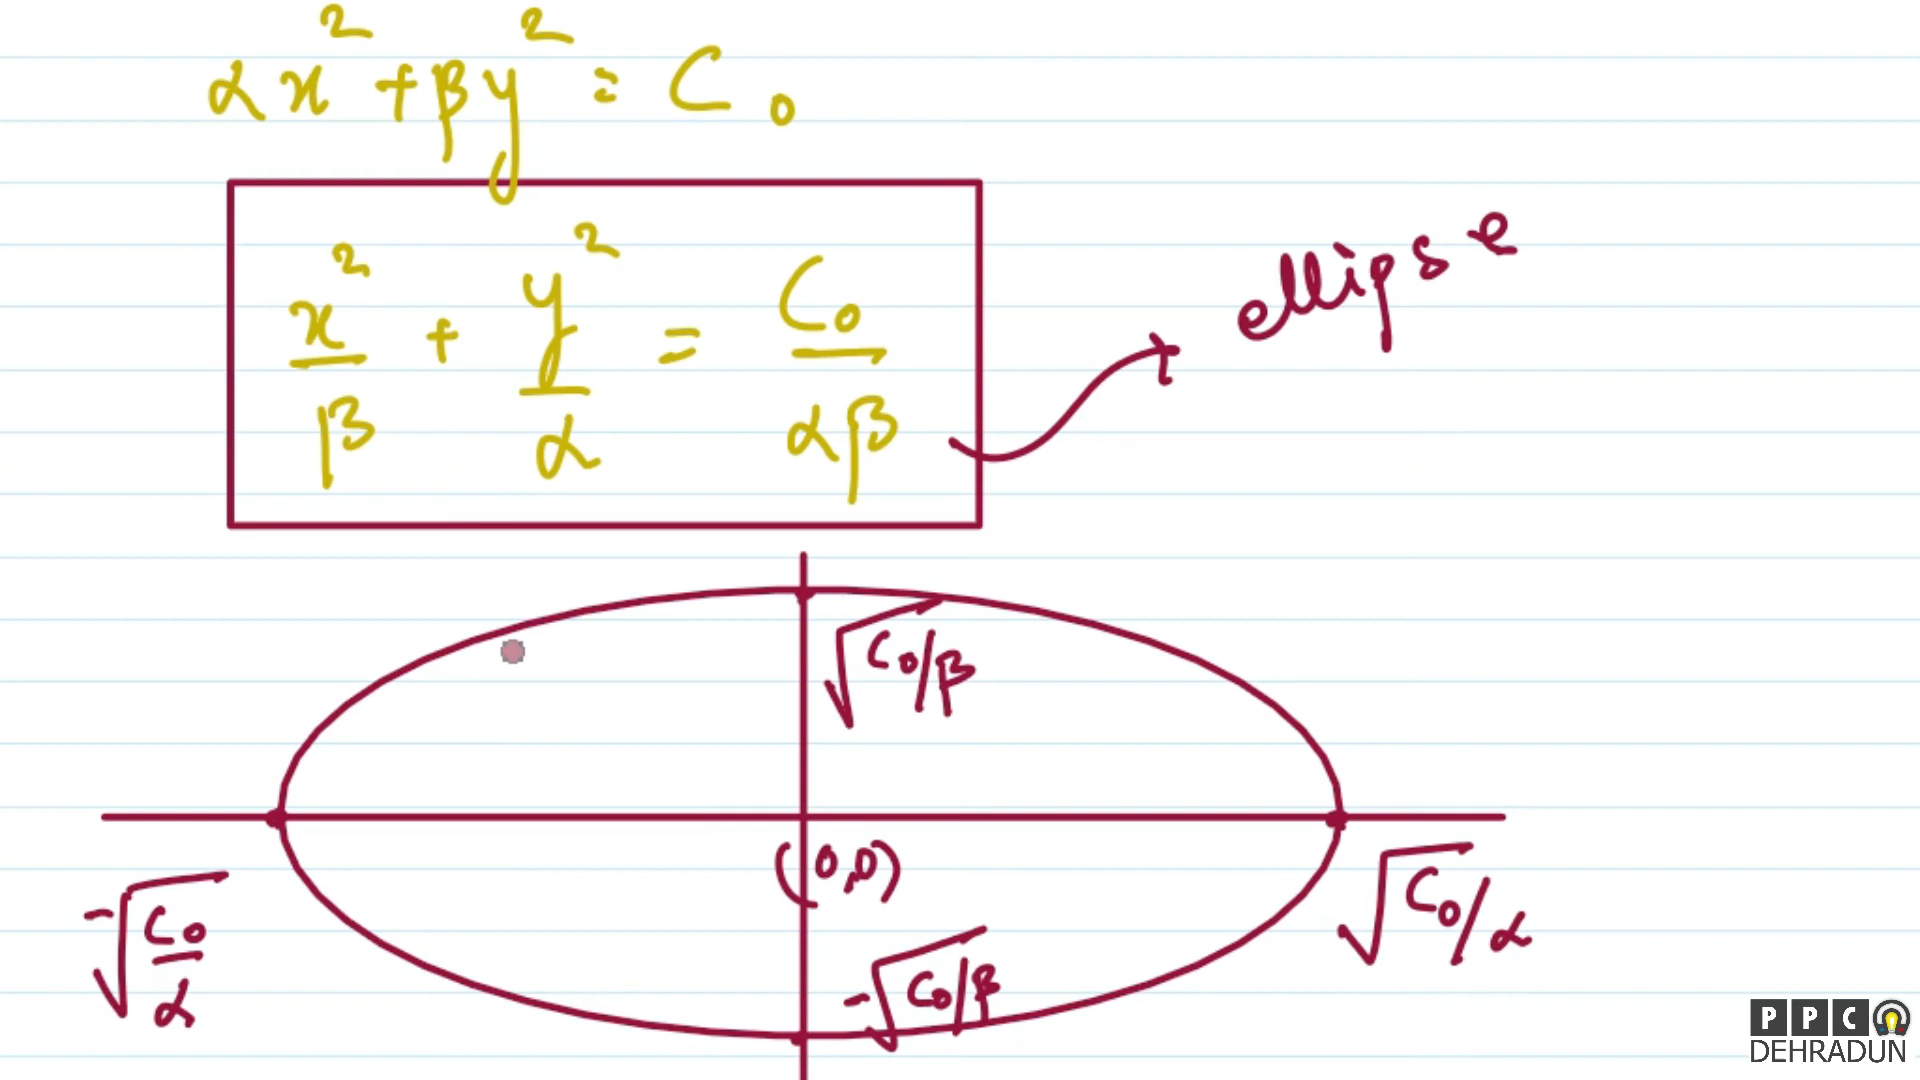 αx² + βy² = C₀
x²/β + y²/α = C₀/αβ
ellipse
√C₀/β
(0,0)
-√C₀/α
√C₀/α
-√C₀/β
PPC
DEHRADUN